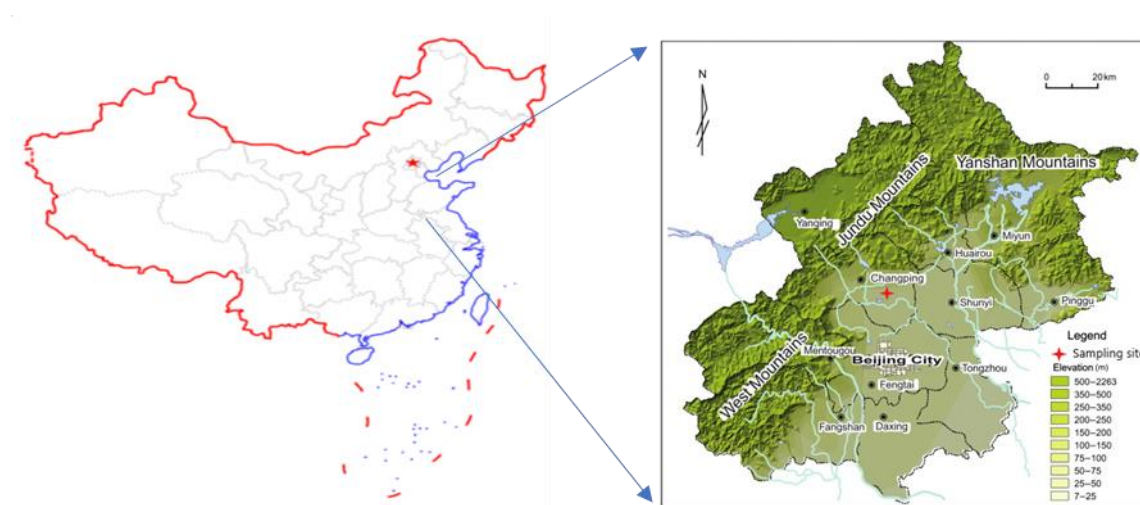 N
0
20 km
Yanshan Mountains
Jundu Mountains
Yanqing
Miyun
Huairou
Changping
Shunyi
Pinggu
Legend
Sampling site
West Mountains
Mentougou
Beijing City
Tongzhou
Fengtai
Fangshan
Daxing
Elevation (m)
500–2263
350–500
250–350
200–250
150–200
100–150
75–100
50–75
25–50
7–25